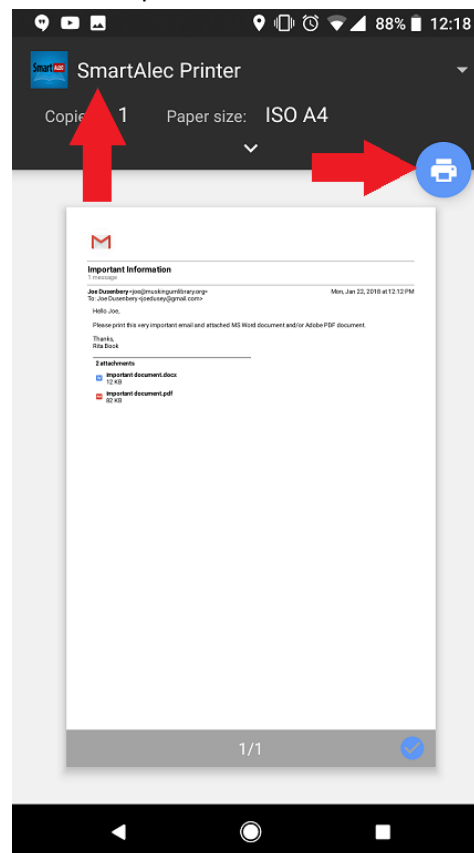 88% 12:18
Smart Alec
SmartAlec Printer
Copie 1 Paper size: ISO A4
Important Information
1 message
Joe Dusenbery <joe@muskingumlibrary.org> Mon, Jan 22, 2018 at 12:12 PM
To: Joe Dusenbery <joedusey@gmail.com>
Hello Joe,
Please print this very important email and attached MS Word document and/or Adobe PDF document.
Thanks,
Rita Book
2 attachments
important document.docx
12 KB
important document.pdf
82 KB
1/1